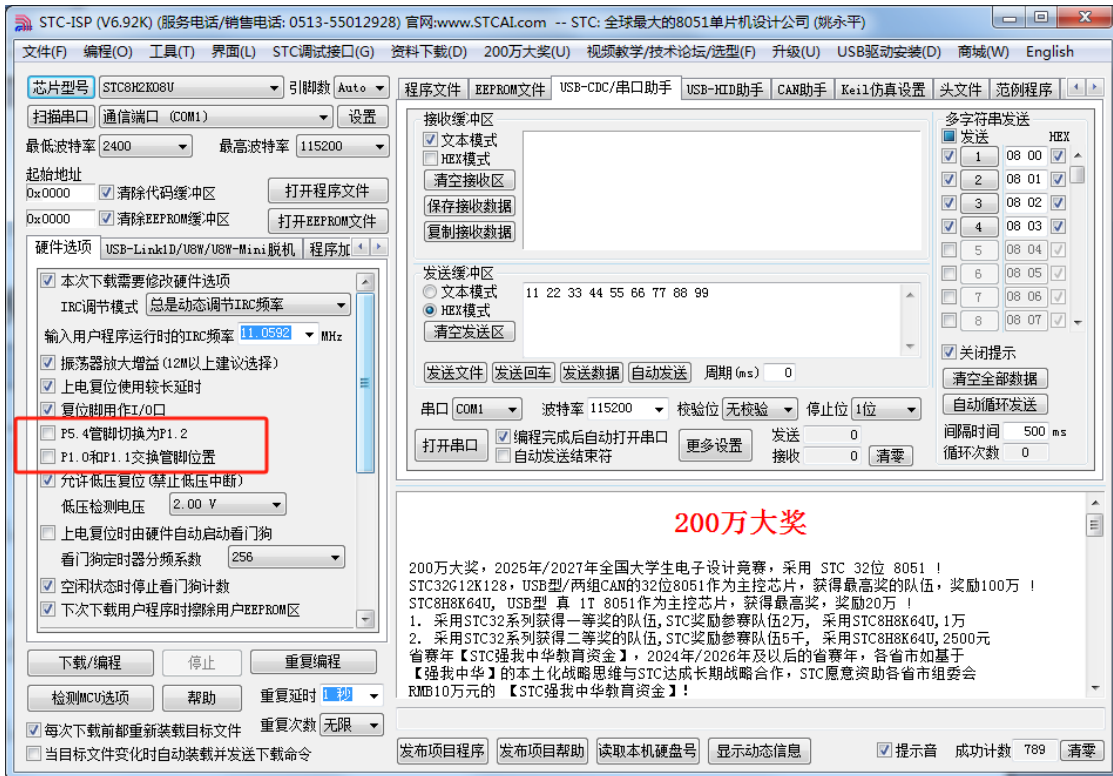 STC-ISP (V6.92K) (服务电话/销售电话: 0513-55012928) 官网:www.STCAI.com -- STC: 全球最大的8051单片机设计公司 (姚永平)
文件(F) 编程(O) 工具(T) 界面(L) STC调试接口(G) 资料下载(D) 200万大奖(U) 视频教学/技术论坛/选型(F) 升级(U) USB驱动安装(D) 商城(W) English
芯片型号 STC8H2K08U 引脚数 Auto
扫描串口 通信端口 (COM1) 设置
最低波特率 2400 最高波特率 115200
起始地址
0x0000 清除代码缓冲区 打开程序文件
0x0000 清除EEPROM缓冲区 打开EEPROM文件
硬件选项 USB-Link1D/U8W/U8W-Mini脱机 程序加
本次下载需要修改硬件选项
IRC调节模式 总是动态调节IRC频率
输入用户程序运行时的IRC频率 11.0592 MHz
振荡器放大增益(12M以上建议选择)
上电复位使用较长延时
复位脚用作I/O口
P5.4管脚切换为P1.2
P1.0和P1.1交换管脚位置
允许低压复位(禁止低压中断)
低压检测电压 2.00 V
上电复位时由硬件自动启动看门狗
看门狗定时器分频系数 256
空闲状态时停止看门狗计数
下次下载用户程序时擦除用户EEPROM区
下载/编程 停止 重复编程
检测MCU选项 帮助 重复延时 1 秒
每次下载前都重新装载目标文件 重复次数 无限
当目标文件变化时自动装载并发送下载命令
程序文件 EEPROM文件 USB-CDC/串口助手 USB-HID助手 CAN助手 Keil仿真设置 头文件 范例程序
接收缓冲区
文本模式
HEX模式
清空接收区
保存接收数据
复制接收数据
发送缓冲区
文本模式 11 22 33 44 55 66 77 88 99
HEX模式
清空发送区
发送文件 发送回车 发送数据 自动发送 周期(ms) 0
串口 COM1 波特率 115200 校验位 无校验 停止位 1位
打开串口 编程完成后自动打开串口 更多设置 发送 0
自动发送结束符 接收 0 清零
多字符串发送
发送 HEX
1 08 00
2 08 01
3 08 02
4 08 03
5 08 04
6 08 05
7 08 06
8 08 07
关闭提示
清空全部数据
自动循环发送
间隔时间 500 ms
循环次数 0
200万大奖
200万大奖，2025年/2027年全国大学生电子设计竞赛，采用 STC 32位 8051 !
STC32G12K128，USB型/两组CAN的32位8051作为主控芯片，获得最高奖的队伍，奖励100万 !
STC8H8K64U, USB型 真 1T 8051作为主控芯片，获得最高奖，奖励20万 !
1. 采用STC32系列获得一等奖的队伍,STC奖励参赛队伍2万, 采用STC8H8K64U,1万
2. 采用STC32系列获得二等奖的队伍,STC奖励参赛队伍5千, 采用STC8H8K64U,2500元
省赛年【STC强我中华教育资金】，2024年/2026年及以后的省赛年，各省市如基于
【强我中华】的本土化战略思维与STC达成长期战略合作，STC愿意资助各省市组委会
RMB10万元的 【STC强我中华教育资金】!
发布项目程序 发布项目帮助 读取本机硬盘号 显示动态信息 提示音 成功计数 789 清零